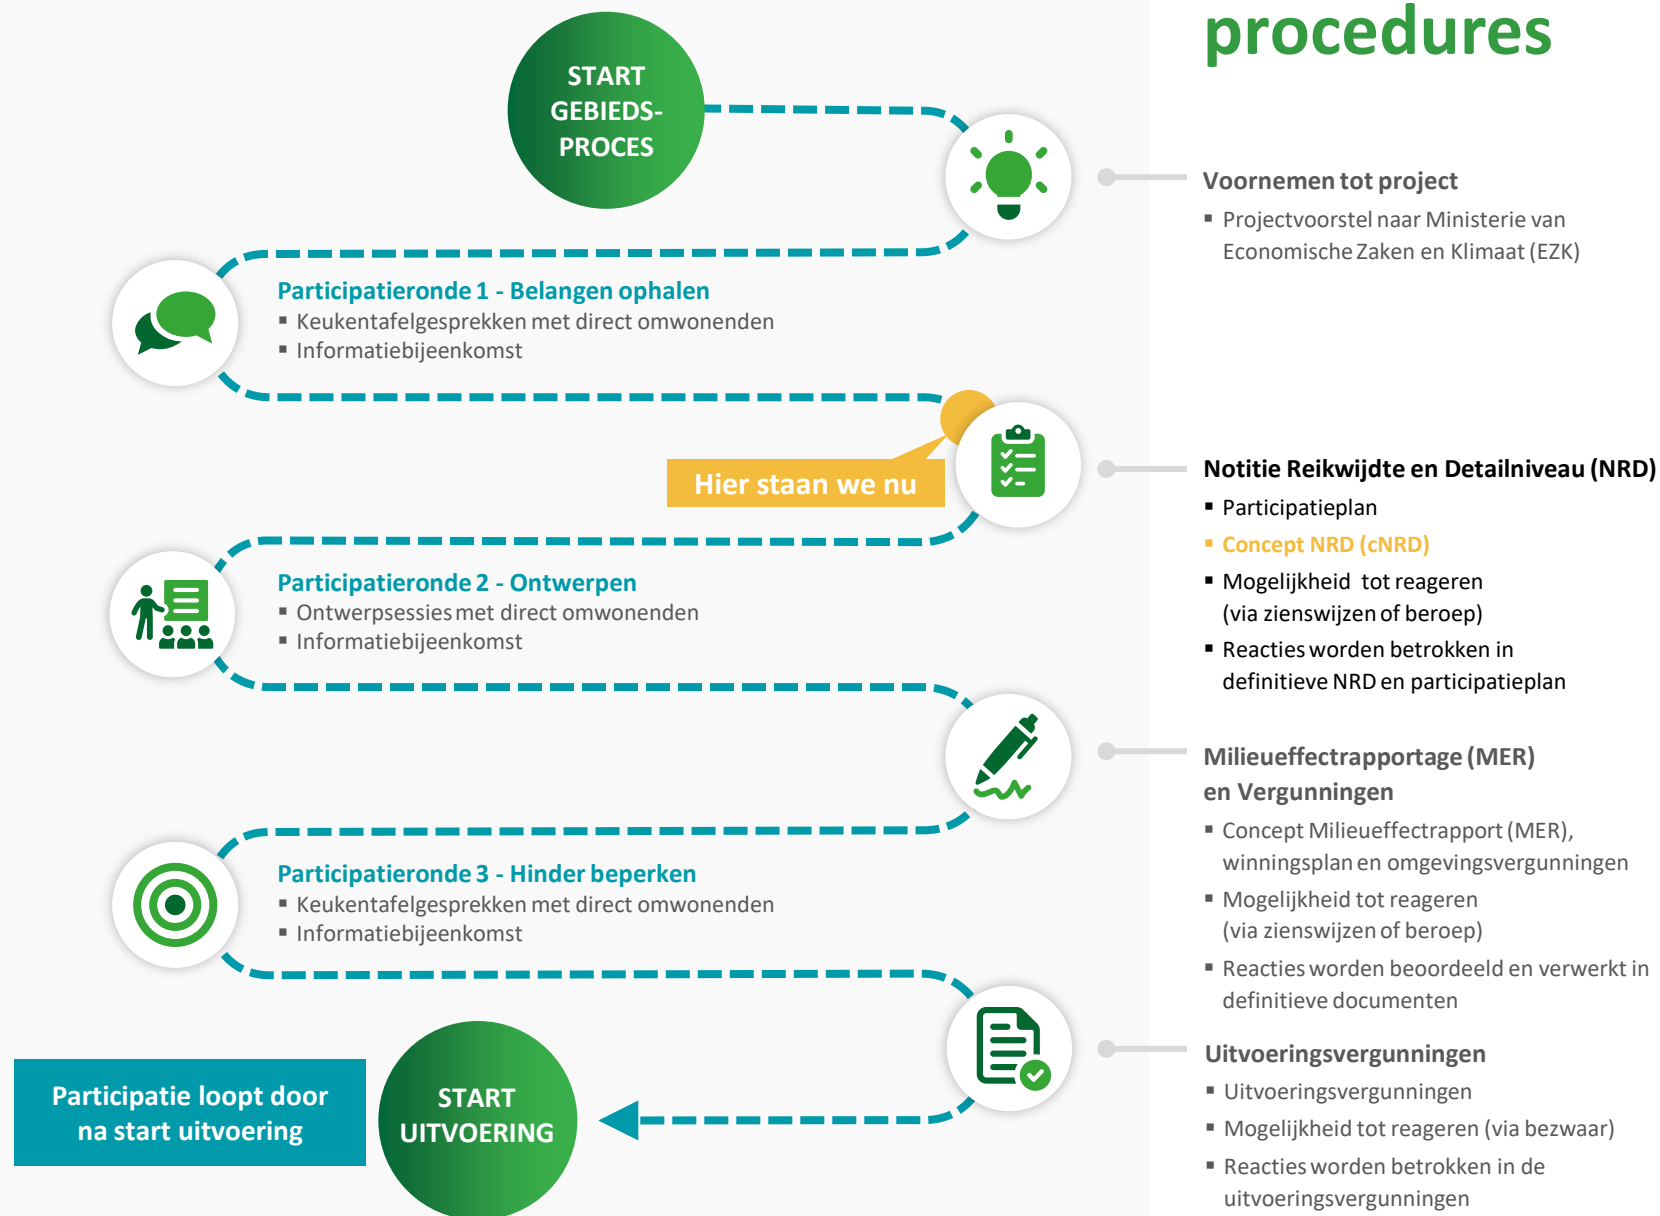 procedures
START
GEBIEDS-
PROCES
Voornemen tot project
▪ Projectvoorstel naar Ministerie van
Economische Zaken en Klimaat (EZK)
Participatieronde 1 - Belangen ophalen
▪ Keukentafelgesprekken met direct omwonenden
▪ Informatiebijeenkomst
Hier staan we nu
Notitie Reikwijdte en Detailniveau (NRD)
▪ Participatieplan
▪ Concept NRD (cNRD)
▪ Mogelijkheid tot reageren
(via zienswijzen of beroep)
▪ Reacties worden betrokken in
definitieve NRD en participatieplan
Participatieronde 2 - Ontwerpen
▪ Ontwerpsessies met direct omwonenden
▪ Informatiebijeenkomst
Milieueffectrapportage (MER)
en Vergunningen
▪ Concept Milieueffectrapport (MER),
winningsplan en omgevingsvergunningen
▪ Mogelijkheid tot reageren
(via zienswijzen of beroep)
▪ Reacties worden beoordeeld en verwerkt in
definitieve documenten
Participatieronde 3 - Hinder beperken
▪ Keukentafelgesprekken met direct omwonenden
▪ Informatiebijeenkomst
Uitvoeringsvergunningen
▪ Uitvoeringsvergunningen
▪ Mogelijkheid tot reageren (via bezwaar)
▪ Reacties worden betrokken in de
uitvoeringsvergunningen
START
UITVOERING
Participatie loopt door
na start uitvoering